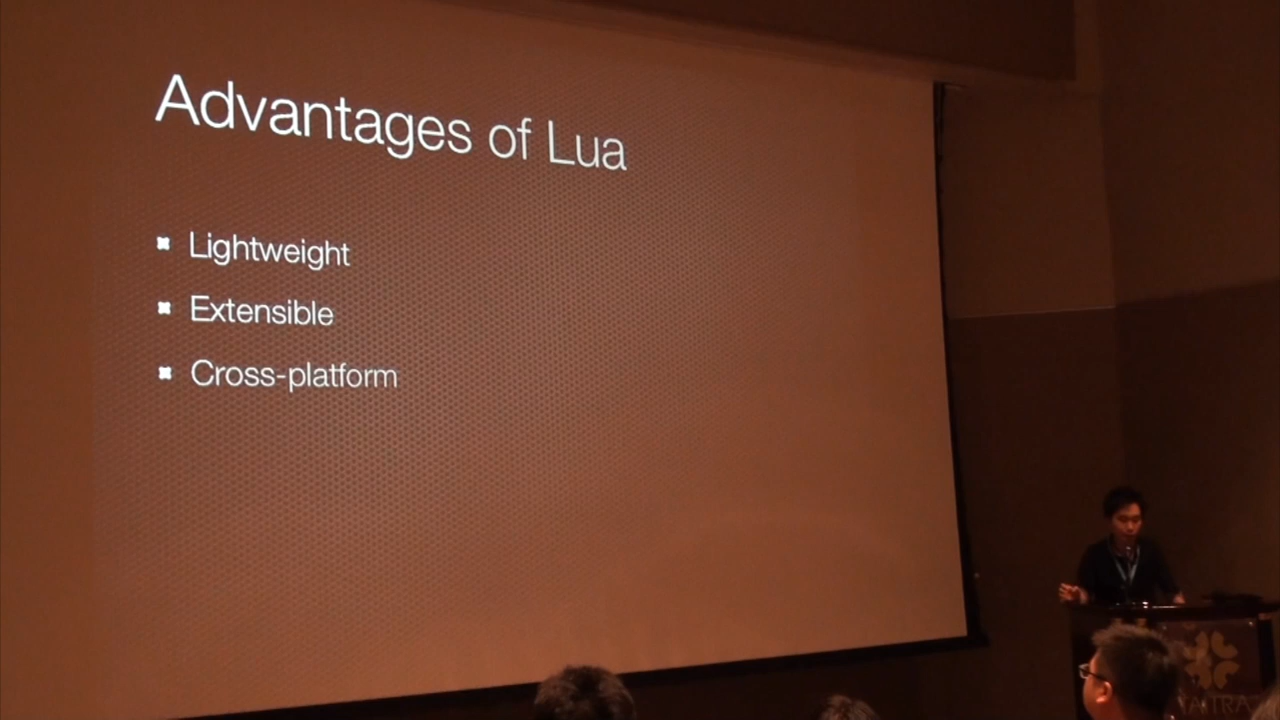 Advantages of Lua
Lightweight
Extensible
Cross-platform